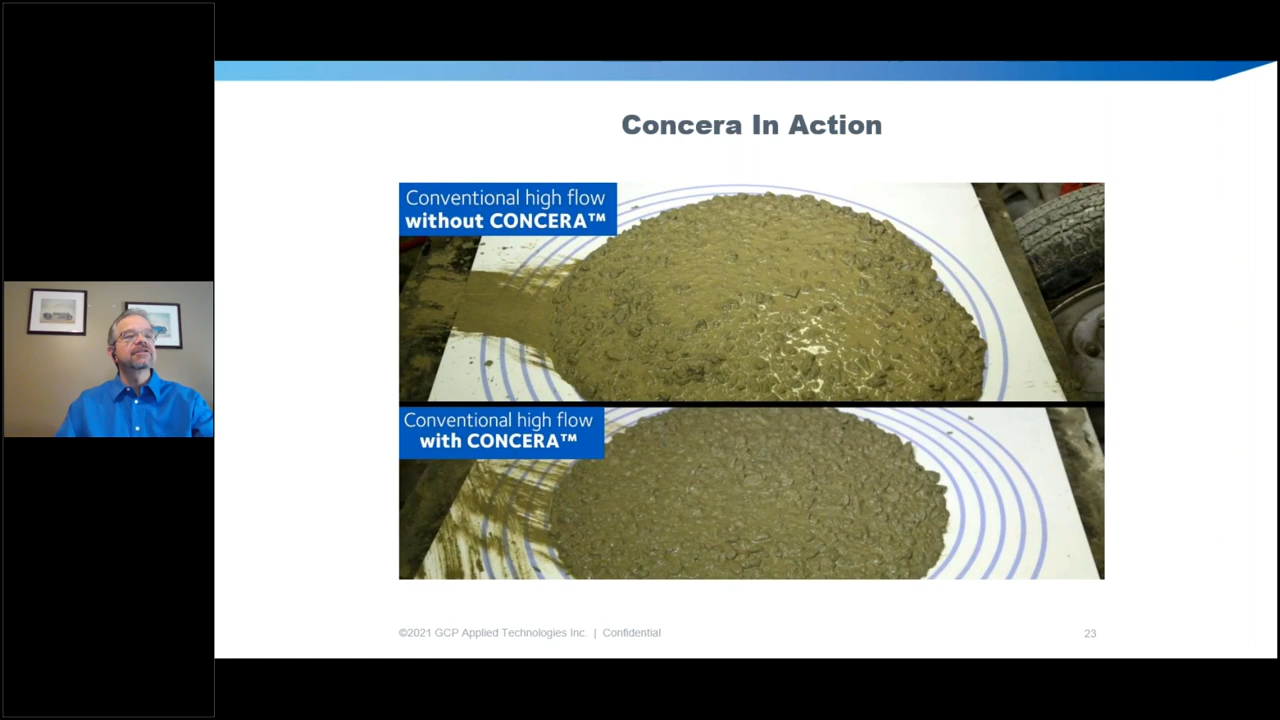 Concera In Action
Conventional high flow
without CONCERA™
Conventional high flow
with CONCERA™
©2021 GCP Applied Technologies Inc. | Confidential
23